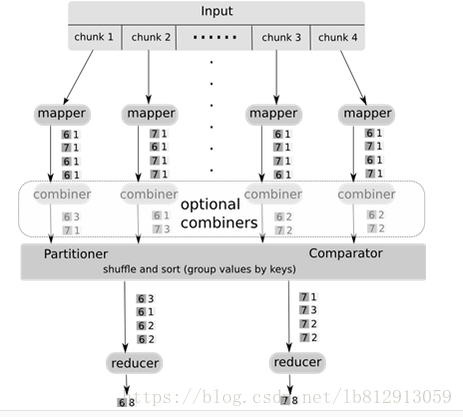 Input
chunk 1 chunk 2 ······ chunk 3 chunk 4
mapper mapper mapper mapper
6 1 7 1 6 1 6 1
7 1 6 1 7 1 7 1
6 1 7 1 6 1 6 1
6 1 7 1 7 1 7 1
combiner combiner combiner combiner
optional
combiners
6 3 6 1 6 2 6 2
7 1 7 3 7 2 7 2
Partitioner Comparator
shuffle and sort (group values by keys)
6 3 7 1
6 1 7 3
6 2 7 2
6 2 7 2
reducer reducer
6 8 7 8
https://blog.csdn.net/lb812913059